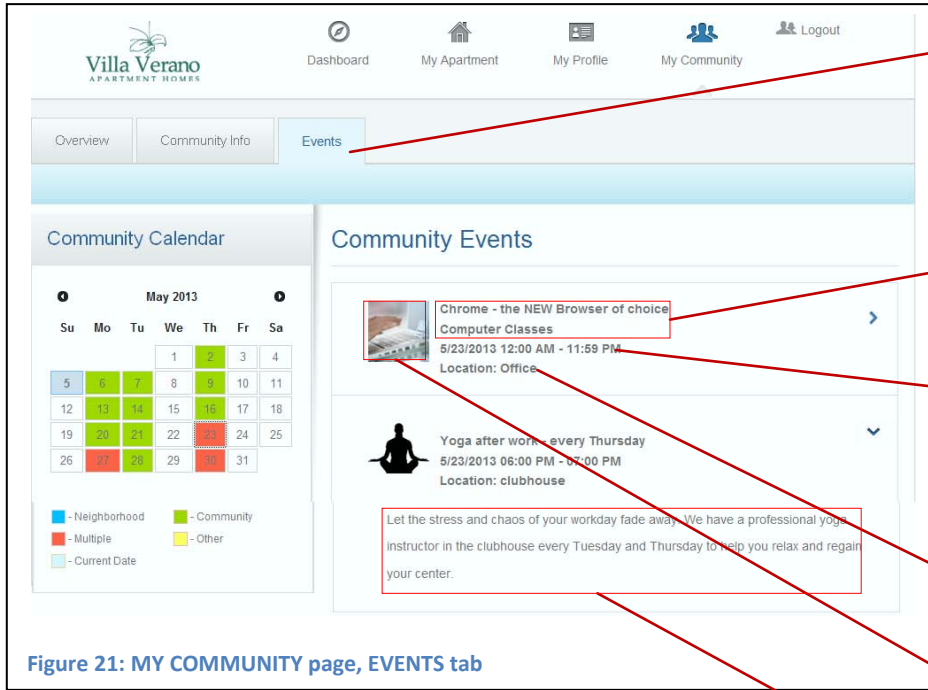 Villa Verano
APARTMENT HOMES
Dashboard
My Apartment
My Profile
My Community
Logout
Overview
Community Info
Events
Community Calendar
May 2013
Su Mo Tu We Th Fr Sa
1 2 3 4
5 6 7 8 9 10 11
12 13 14 15 16 17 18
19 20 21 22 23 24 25
26 27 28 29 30 31
- Neighborhood
- Community
- Multiple
- Other
- Current Date
Community Events
Chrome - the NEW Browser of choice
Computer Classes
5/23/2013 12:00 AM - 11:59 PM
Location: Office
Yoga after work - every Thursday
5/23/2013 06:00 PM - 07:00 PM
Location: clubhouse
Let the stress and chaos of your workday fade away. We have a professional yoga
instructor in the clubhouse every Tuesday and Thursday to help you relax and regain
your center.
Figure 21: MY COMMUNITY page, EVENTS tab